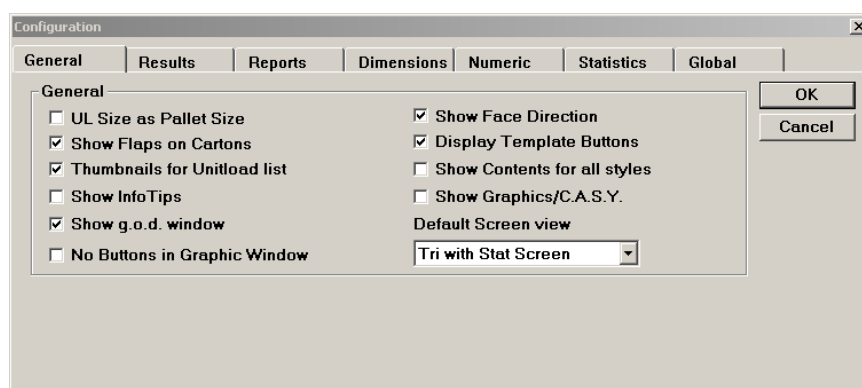 Configuration
General
Results
Reports
Dimensions
Numeric
Statistics
Global
General
UL Size as Pallet Size
Show Flaps on Cartons
Thumbnails for Unitload list
Show InfoTips
Show g.o.d. window
No Buttons in Graphic Window
Show Face Direction
Display Template Buttons
Show Contents for all styles
Show Graphics/C.A.S.Y.
Default Screen view
Tri with Stat Screen
OK
Cancel